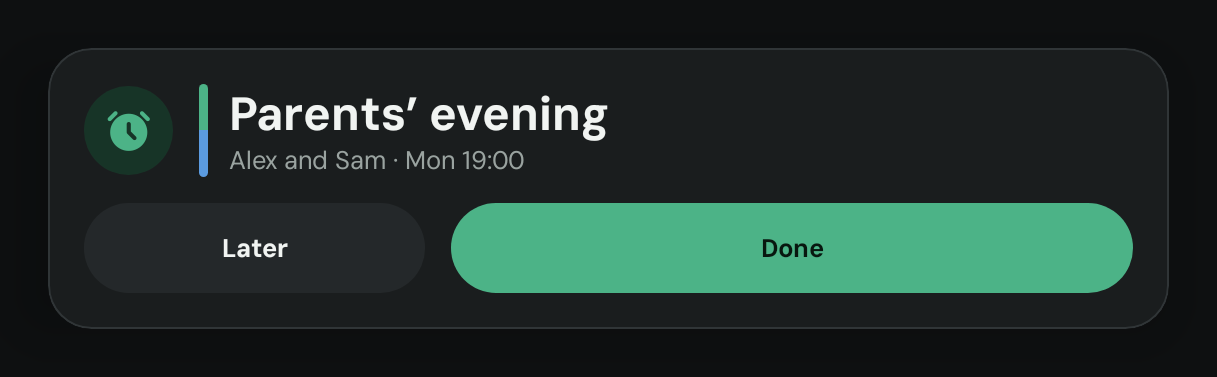 Parents’ evening
Alex and Sam · Mon 19:00
Later
Done